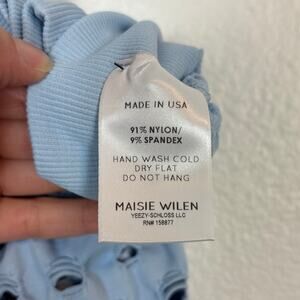 MADE IN USA
91% NYLON/
9% SPANDEX
HAND WASH COLD
DRY FLAT
DO NOT HANG
MAISIE WILEN
YEEZY-SCHLOSS LLC
RN# 158877